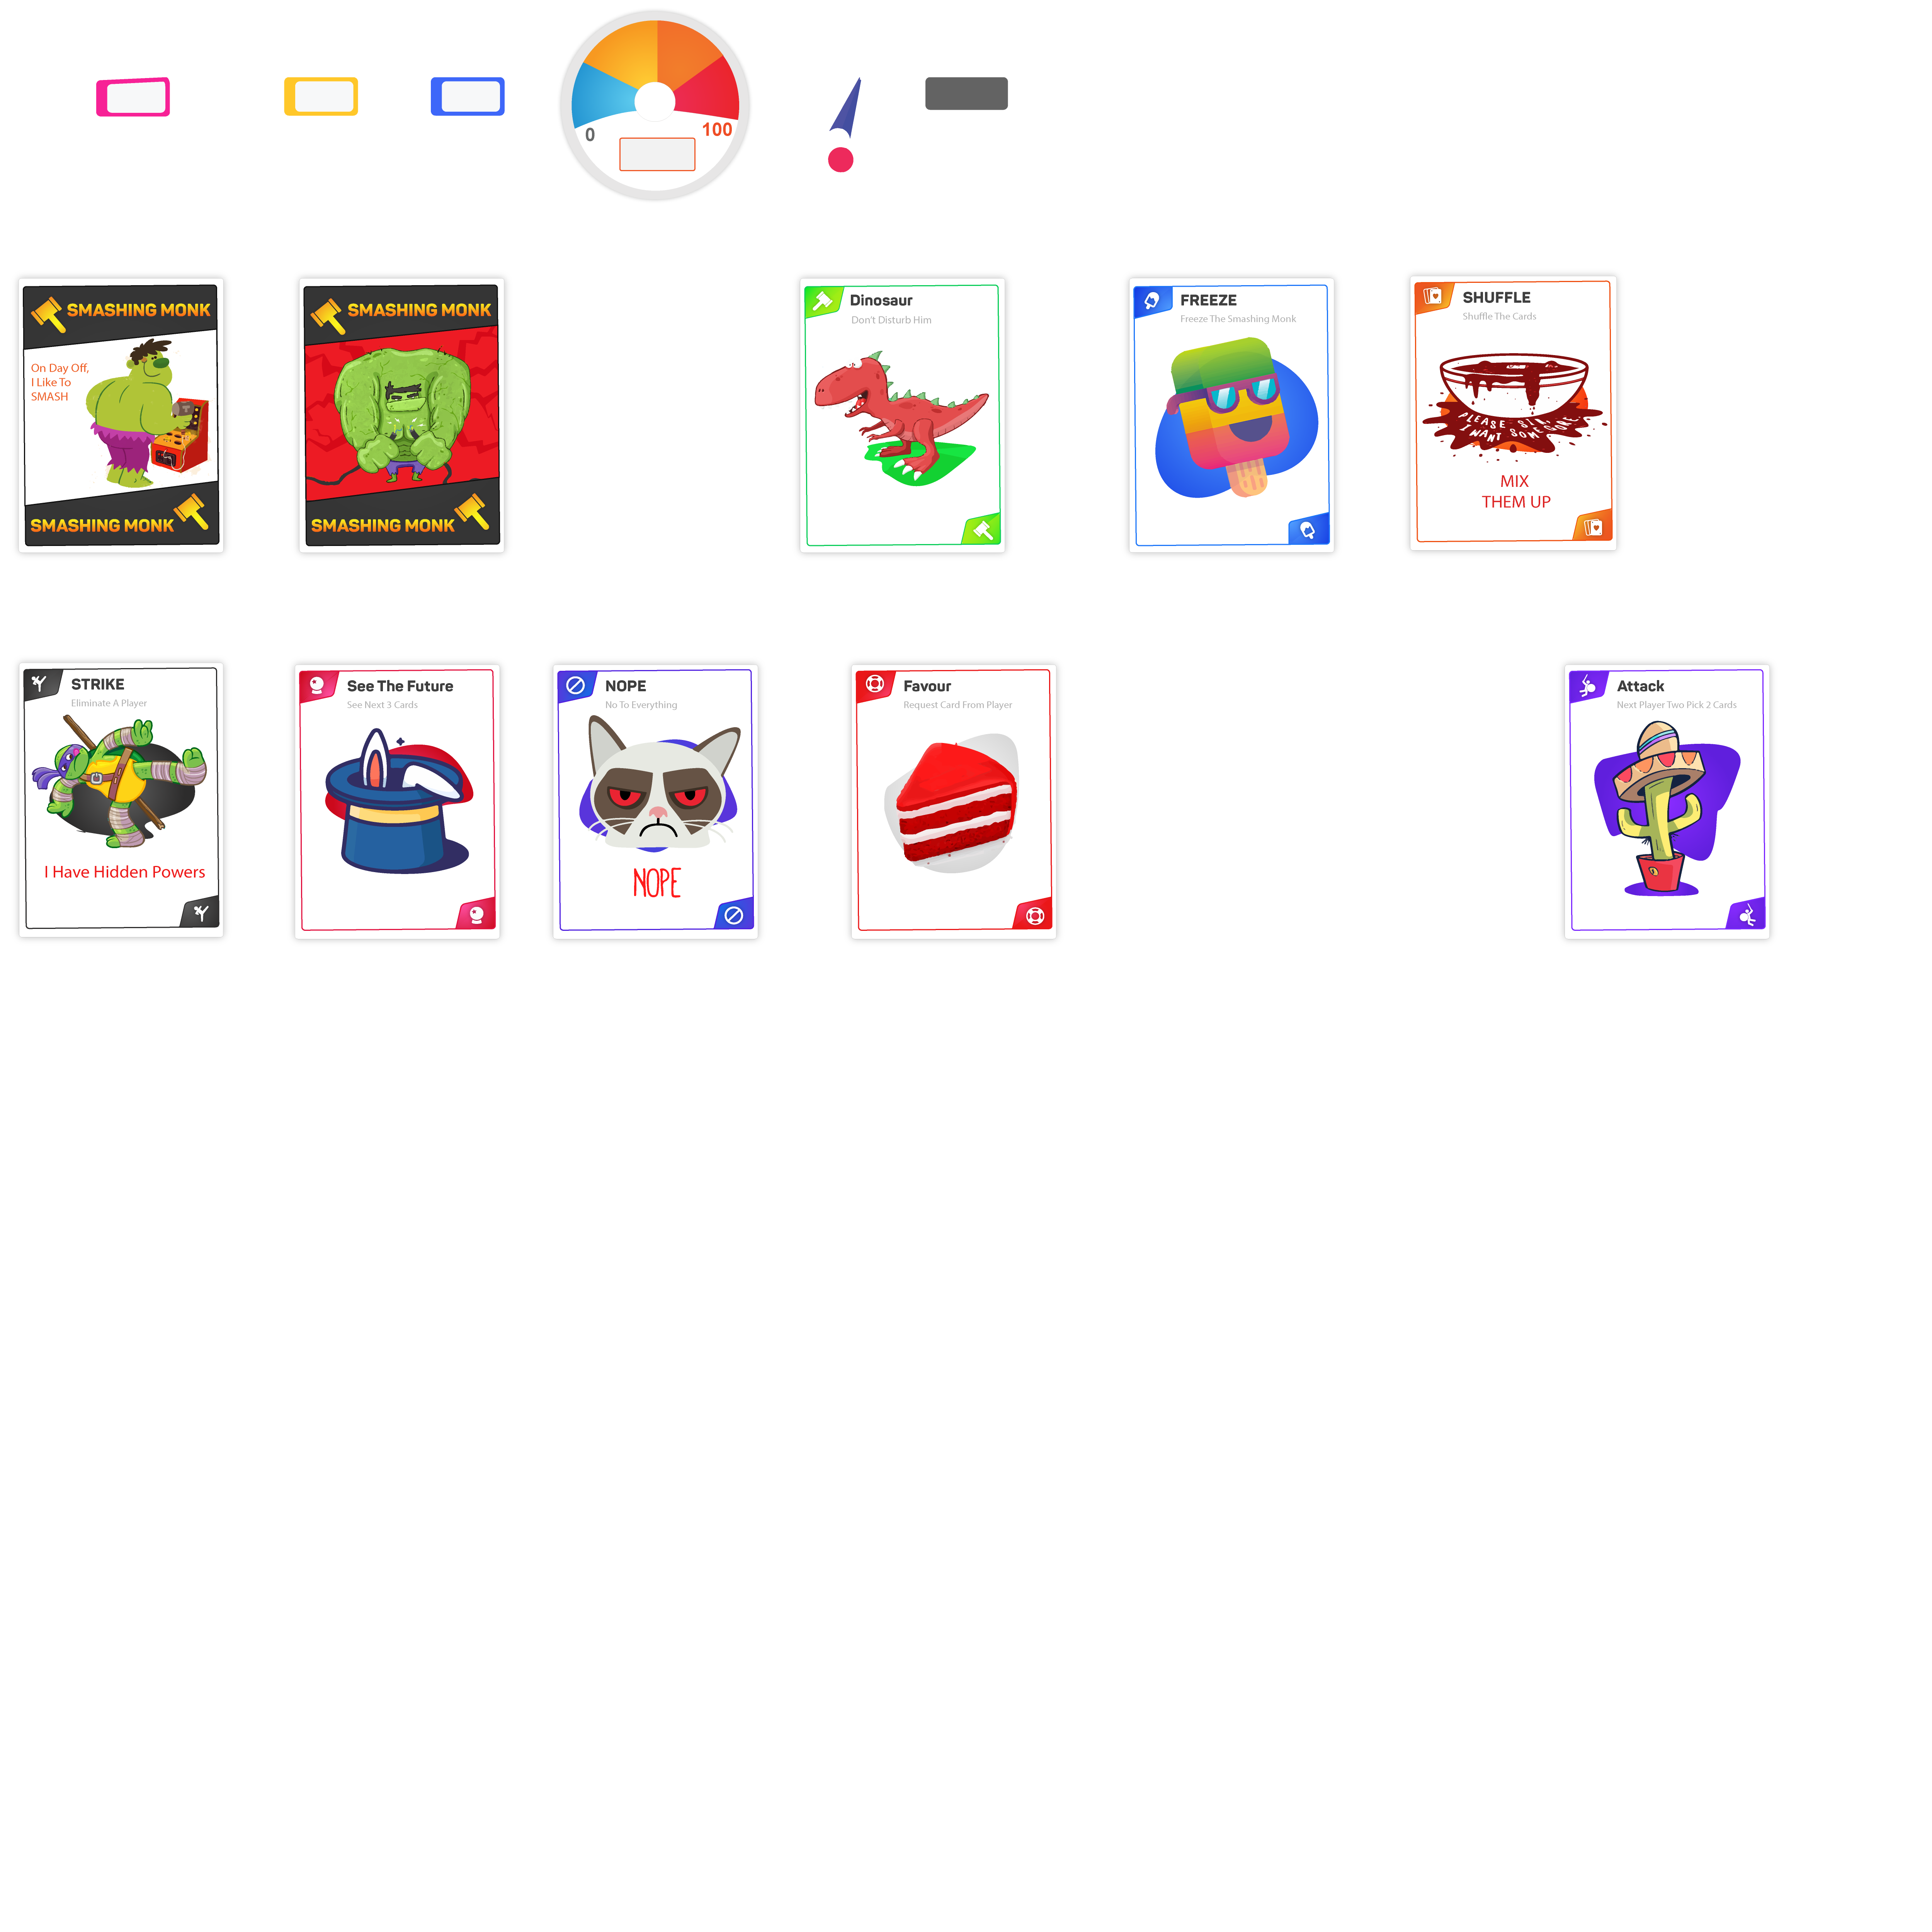 0
100
SMASHING MONK
On Day Off,
I Like To
SMASH
SMASHING MONK
SMASHING MONK
SMASHING MONK
Dinosaur
Don't Disturb Him
FREEZE
Freeze The Smashing Monk
SHUFFLE
Shuffle The Cards
PLEASE SIR,
I WANT SOME
MIX
THEM UP
STRIKE
Eliminate A Player
I Have Hidden Powers
See The Future
See Next 3 Cards
NOPE
No To Everything
NOPE
Favour
Request Card From Player
Attack
Next Player Two Pick 2 Cards